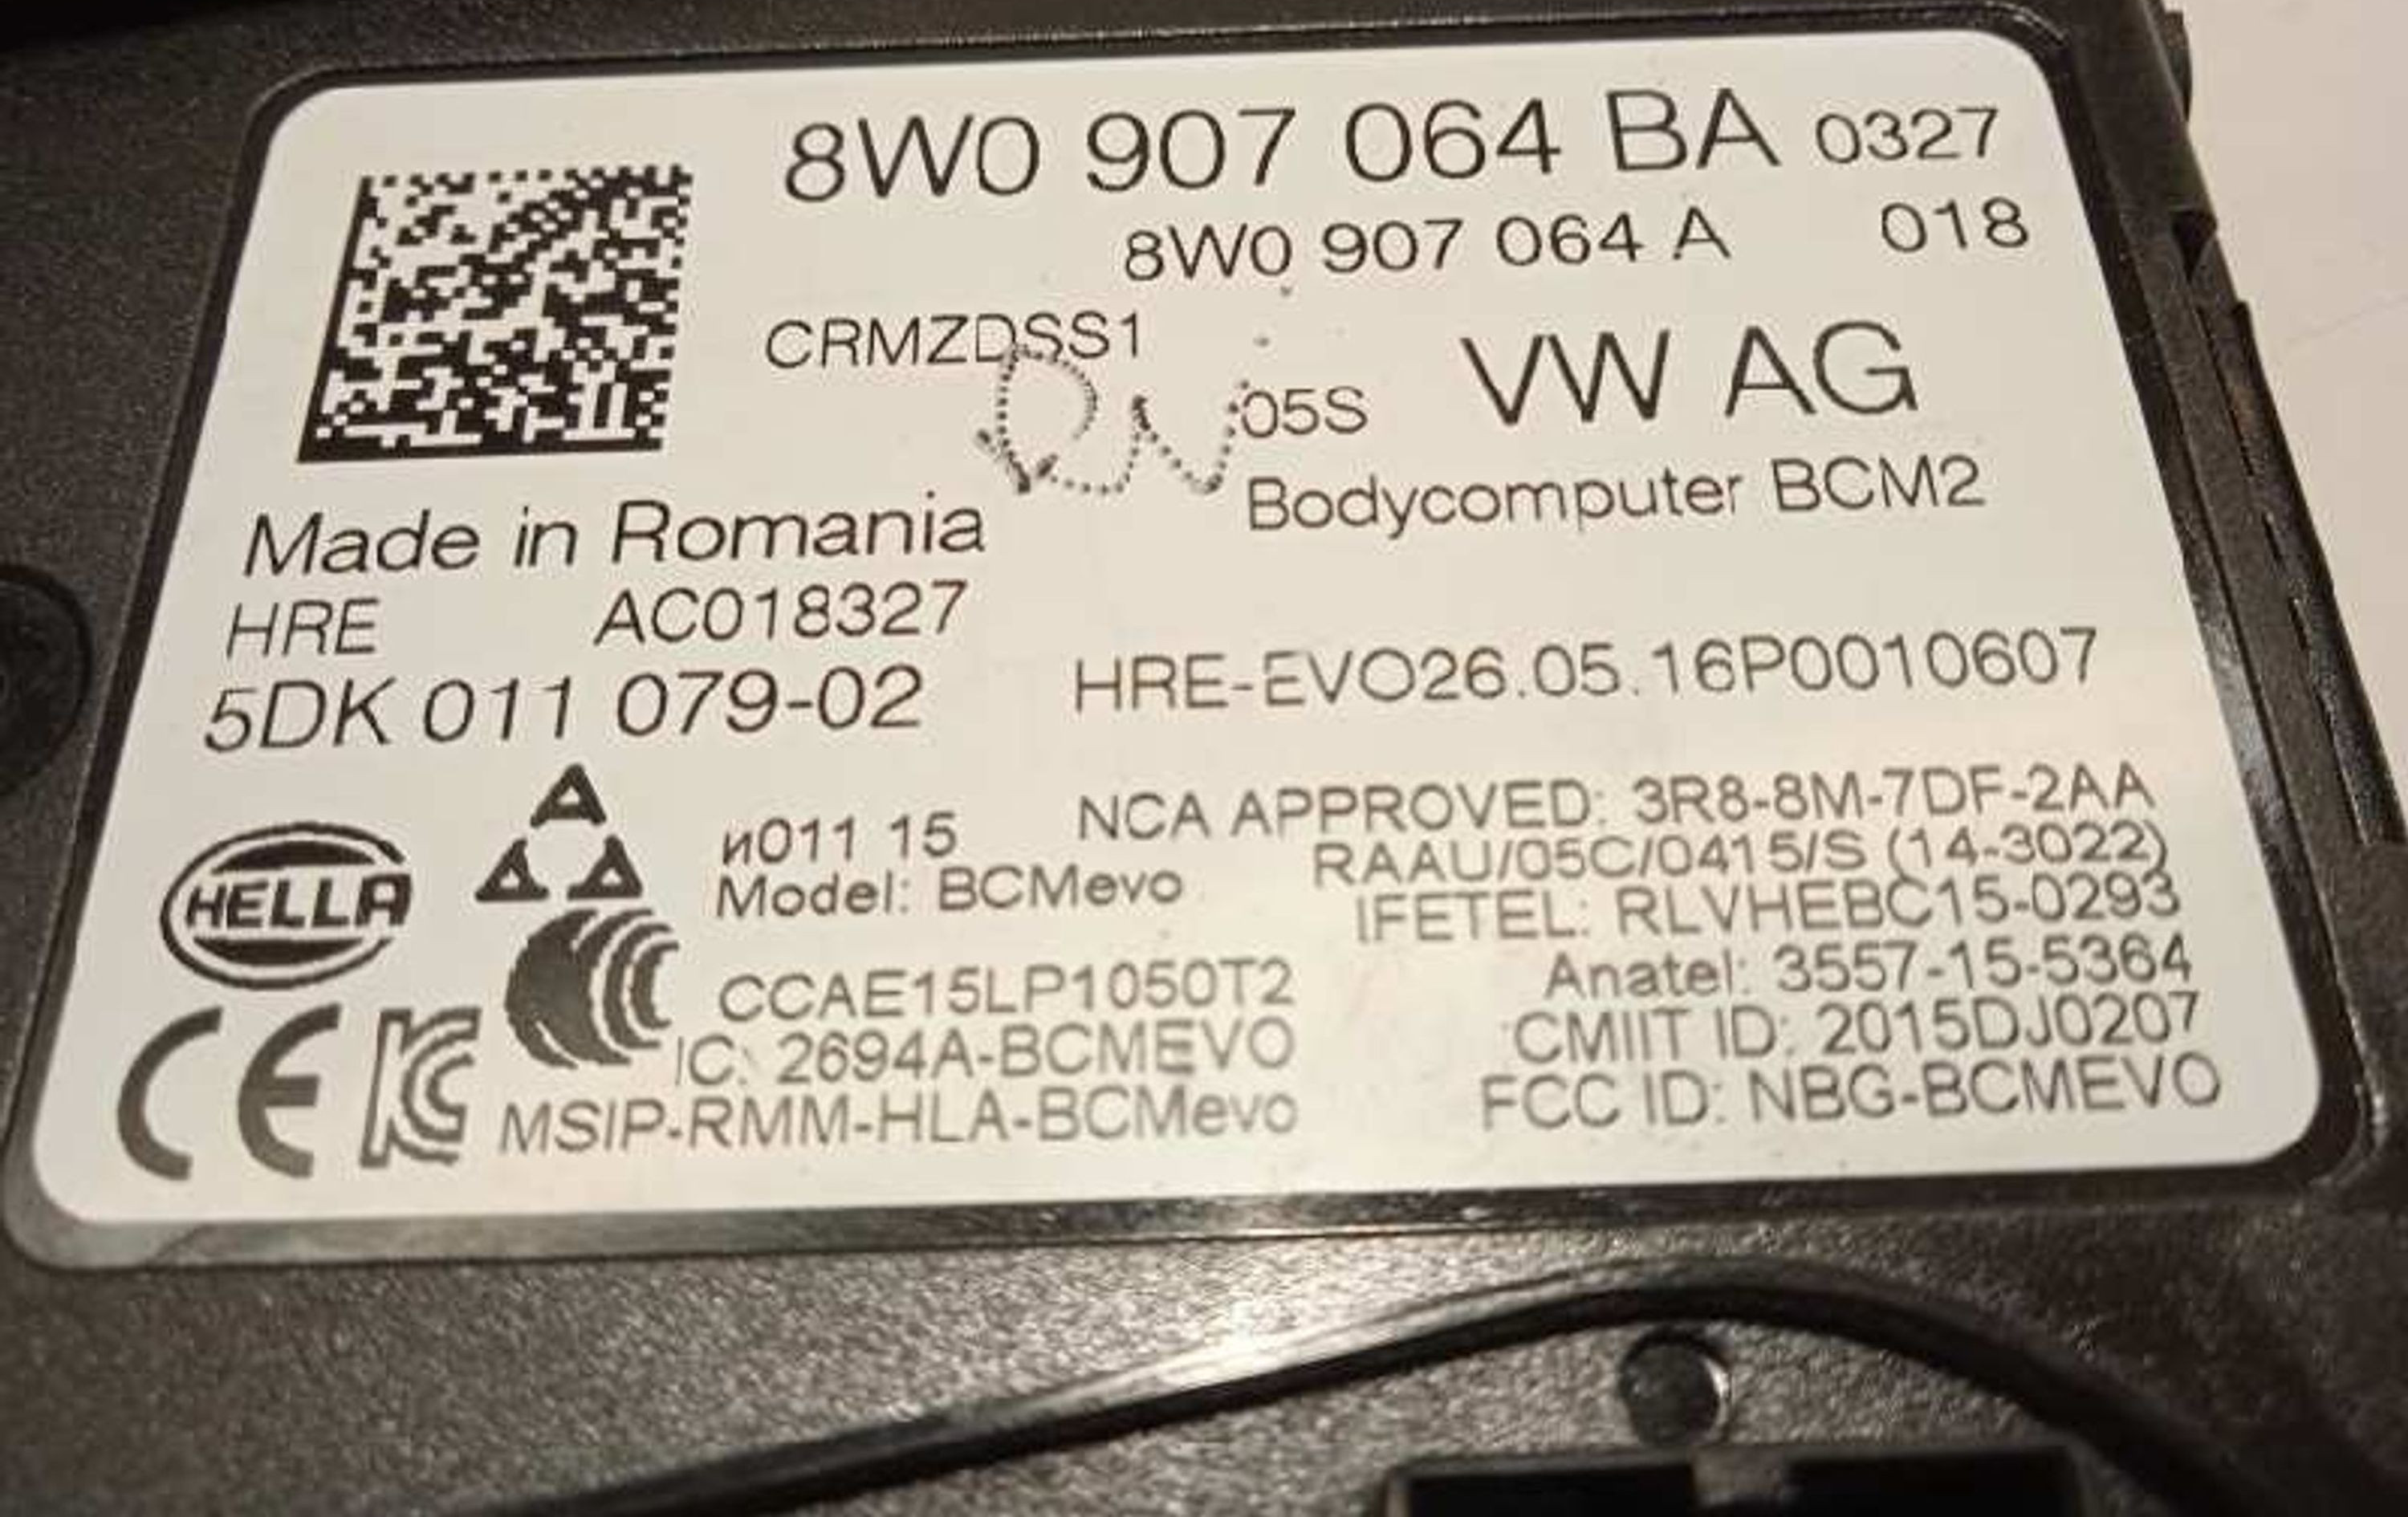 8W0 907 064 BA 0327
8W0 907 064 A 018
CRMZDSS1
05S VW AG
Bodycomputer BCM2
Made in Romania
HRE AC018327
5DK 011 079-02 HRE-EVO26.05.16P0010607
HELLA
и011 15
Model: BCMevo
NCA APPROVED: 3R8-8M-7DF-2AA
RAAU/05C/0415/S (14-3022)
IFETEL: RLVHEBC15-0293
CCAE15LP1050T2
Anatel: 3557-15-5364
IC: 2694A-BCMEVO
CMIIT ID: 2015DJ0207
CE MSIP-RMM-HLA-BCMevo
FCC ID: NBG-BCMEVO